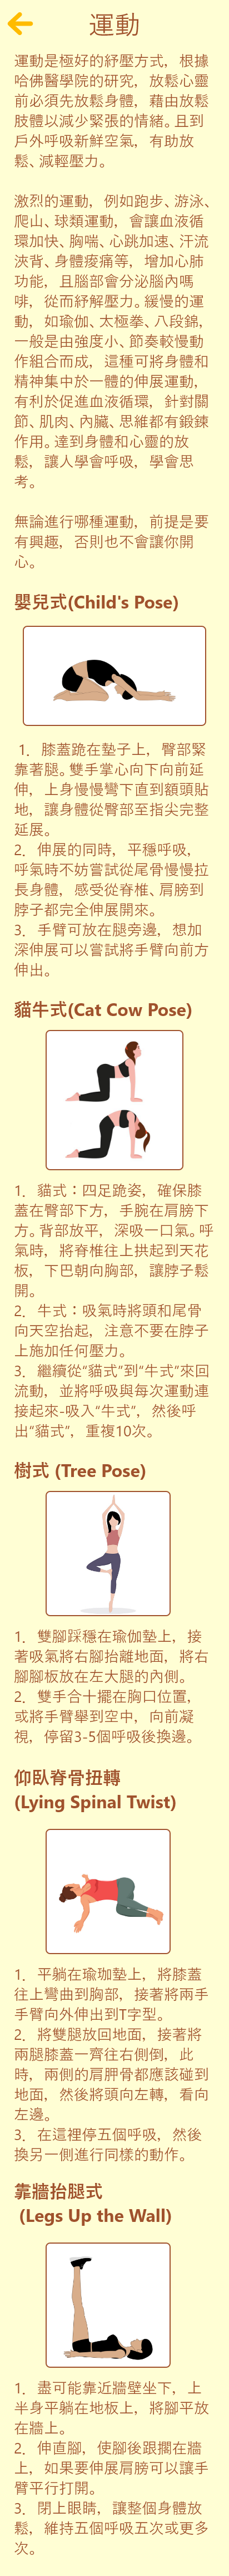 運動
運動是極好的紓壓方式，根據
哈佛醫學院的研究，放鬆心靈
前必須先放鬆身體，藉由放鬆
肢體以減少緊張的情緒。且到
戶外呼吸新鮮空氣，有助放
鬆、減輕壓力。
激烈的運動，例如跑步、游泳、
爬山、球類運動，會讓血液循
環加快、胸喘、心跳加速、汗流
浹背、身體痠痛等，增加心肺
功能，且腦部會分泌腦內嗎
啡，從而紓解壓力。緩慢的運
動，如瑜伽、太極拳、八段錦，
一般是由強度小、節奏較慢動
作組合而成，這種可將身體和
精神集中於一體的伸展運動，
有利於促進血液循環，針對關
節、肌肉、內臟、思維都有鍛鍊
作用。達到身體和心靈的放
鬆，讓人學會呼吸，學會思
考。
無論進行哪種運動，前提是要
有興趣，否則也不會讓你開
心。
嬰兒式(Child's Pose)
1．膝蓋跪在墊子上，臀部緊
靠著腿。雙手掌心向下向前延
伸，上身慢慢彎下直到額頭貼
地，讓身體從臀部至指尖完整
延展。
2．伸展的同時，平穩呼吸，
呼氣時不妨嘗試從尾骨慢慢拉
長身體，感受從脊椎、肩膀到
脖子都完全伸展開來。
3．手臂可放在腿旁邊，想加
深伸展可以嘗試將手臂向前方
伸出。
貓牛式(Cat Cow Pose)
1．貓式：四足跪姿，確保膝
蓋在臀部下方，手腕在肩膀下
方。背部放平，深吸一口氣。呼
氣時，將脊椎往上拱起到天花
板，下巴朝向胸部，讓脖子鬆
開。
2．牛式：吸氣時將頭和尾骨
向天空抬起，注意不要在脖子
上施加任何壓力。
3．繼續從“貓式”到“牛式”來回
流動，並將呼吸與每次運動連
接起來-吸入“牛式”，然後呼
出“貓式”，重複10次。
樹式 (Tree Pose)
1．雙腳踩穩在瑜伽墊上，接
著吸氣將右腳抬離地面，將右
腳腳板放在左大腿的內側。
2．雙手合十擺在胸口位置，
或將手臂舉到空中，向前凝
視，停留3-5個呼吸後換邊。
仰臥脊骨扭轉
(Lying Spinal Twist)
1．平躺在瑜珈墊上，將膝蓋
往上彎曲到胸部，接著將兩手
手臂向外伸出到T字型。
2．將雙腿放回地面，接著將
兩腿膝蓋一齊往右側倒，此
時，兩側的肩胛骨都應該碰到
地面，然後將頭向左轉，看向
左邊。
3．在這裡停五個呼吸，然後
換另一側進行同樣的動作。
靠牆抬腿式
(Legs Up the Wall)
1．盡可能靠近牆壁坐下，上
半身平躺在地板上，將腳平放
在牆上。
2．伸直腳，使腳後跟擱在牆
上，如果要伸展肩膀可以讓手
臂平行打開。
3．閉上眼睛，讓整個身體放
鬆，維持五個呼吸五次或更多
次。